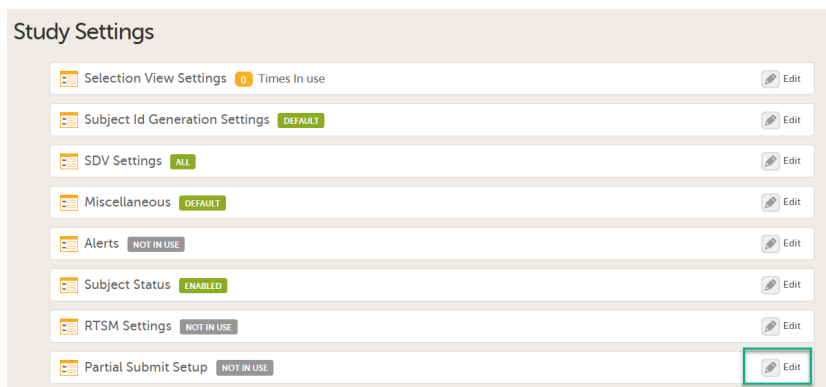 Study Settings
Selection View Settings 0 Times In use Edit
Subject Id Generation Settings DEFAULT Edit
SDV Settings ALL Edit
Miscellaneous DEFAULT Edit
Alerts NOT IN USE Edit
Subject Status ENABLED Edit
RTSM Settings NOT IN USE Edit
Partial Submit Setup NOT IN USE Edit